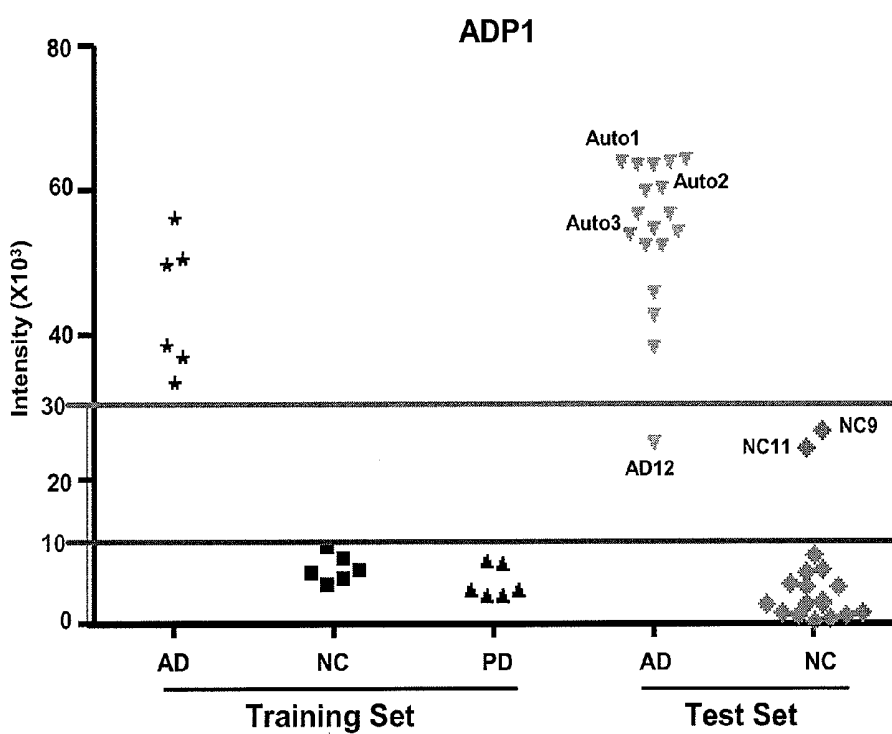 ADP1
80
60
40
30
20
10
0
Intensity (X10³)
Auto1
Auto2
Auto3
AD12
NC9
NC11
AD NC PD AD NC
Training Set Test Set